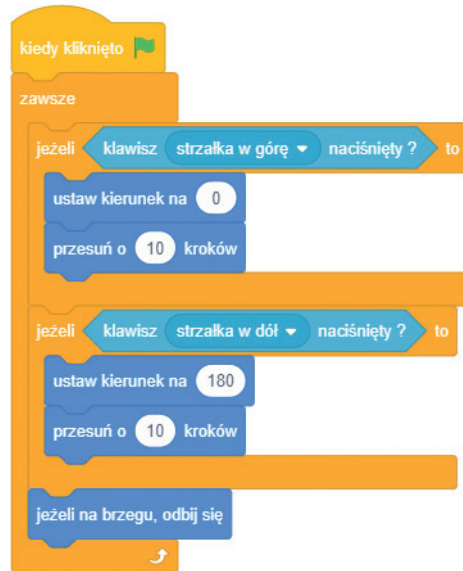 kiedy kliknięto
zawsze
jeżeli klawisz strzałka w górę naciśnięty ? to
ustaw kierunek na 0
przesuń o 10 kroków
jeżeli klawisz strzałka w dół naciśnięty ? to
ustaw kierunek na 180
przesuń o 10 kroków
jeżeli na brzegu, odbij się